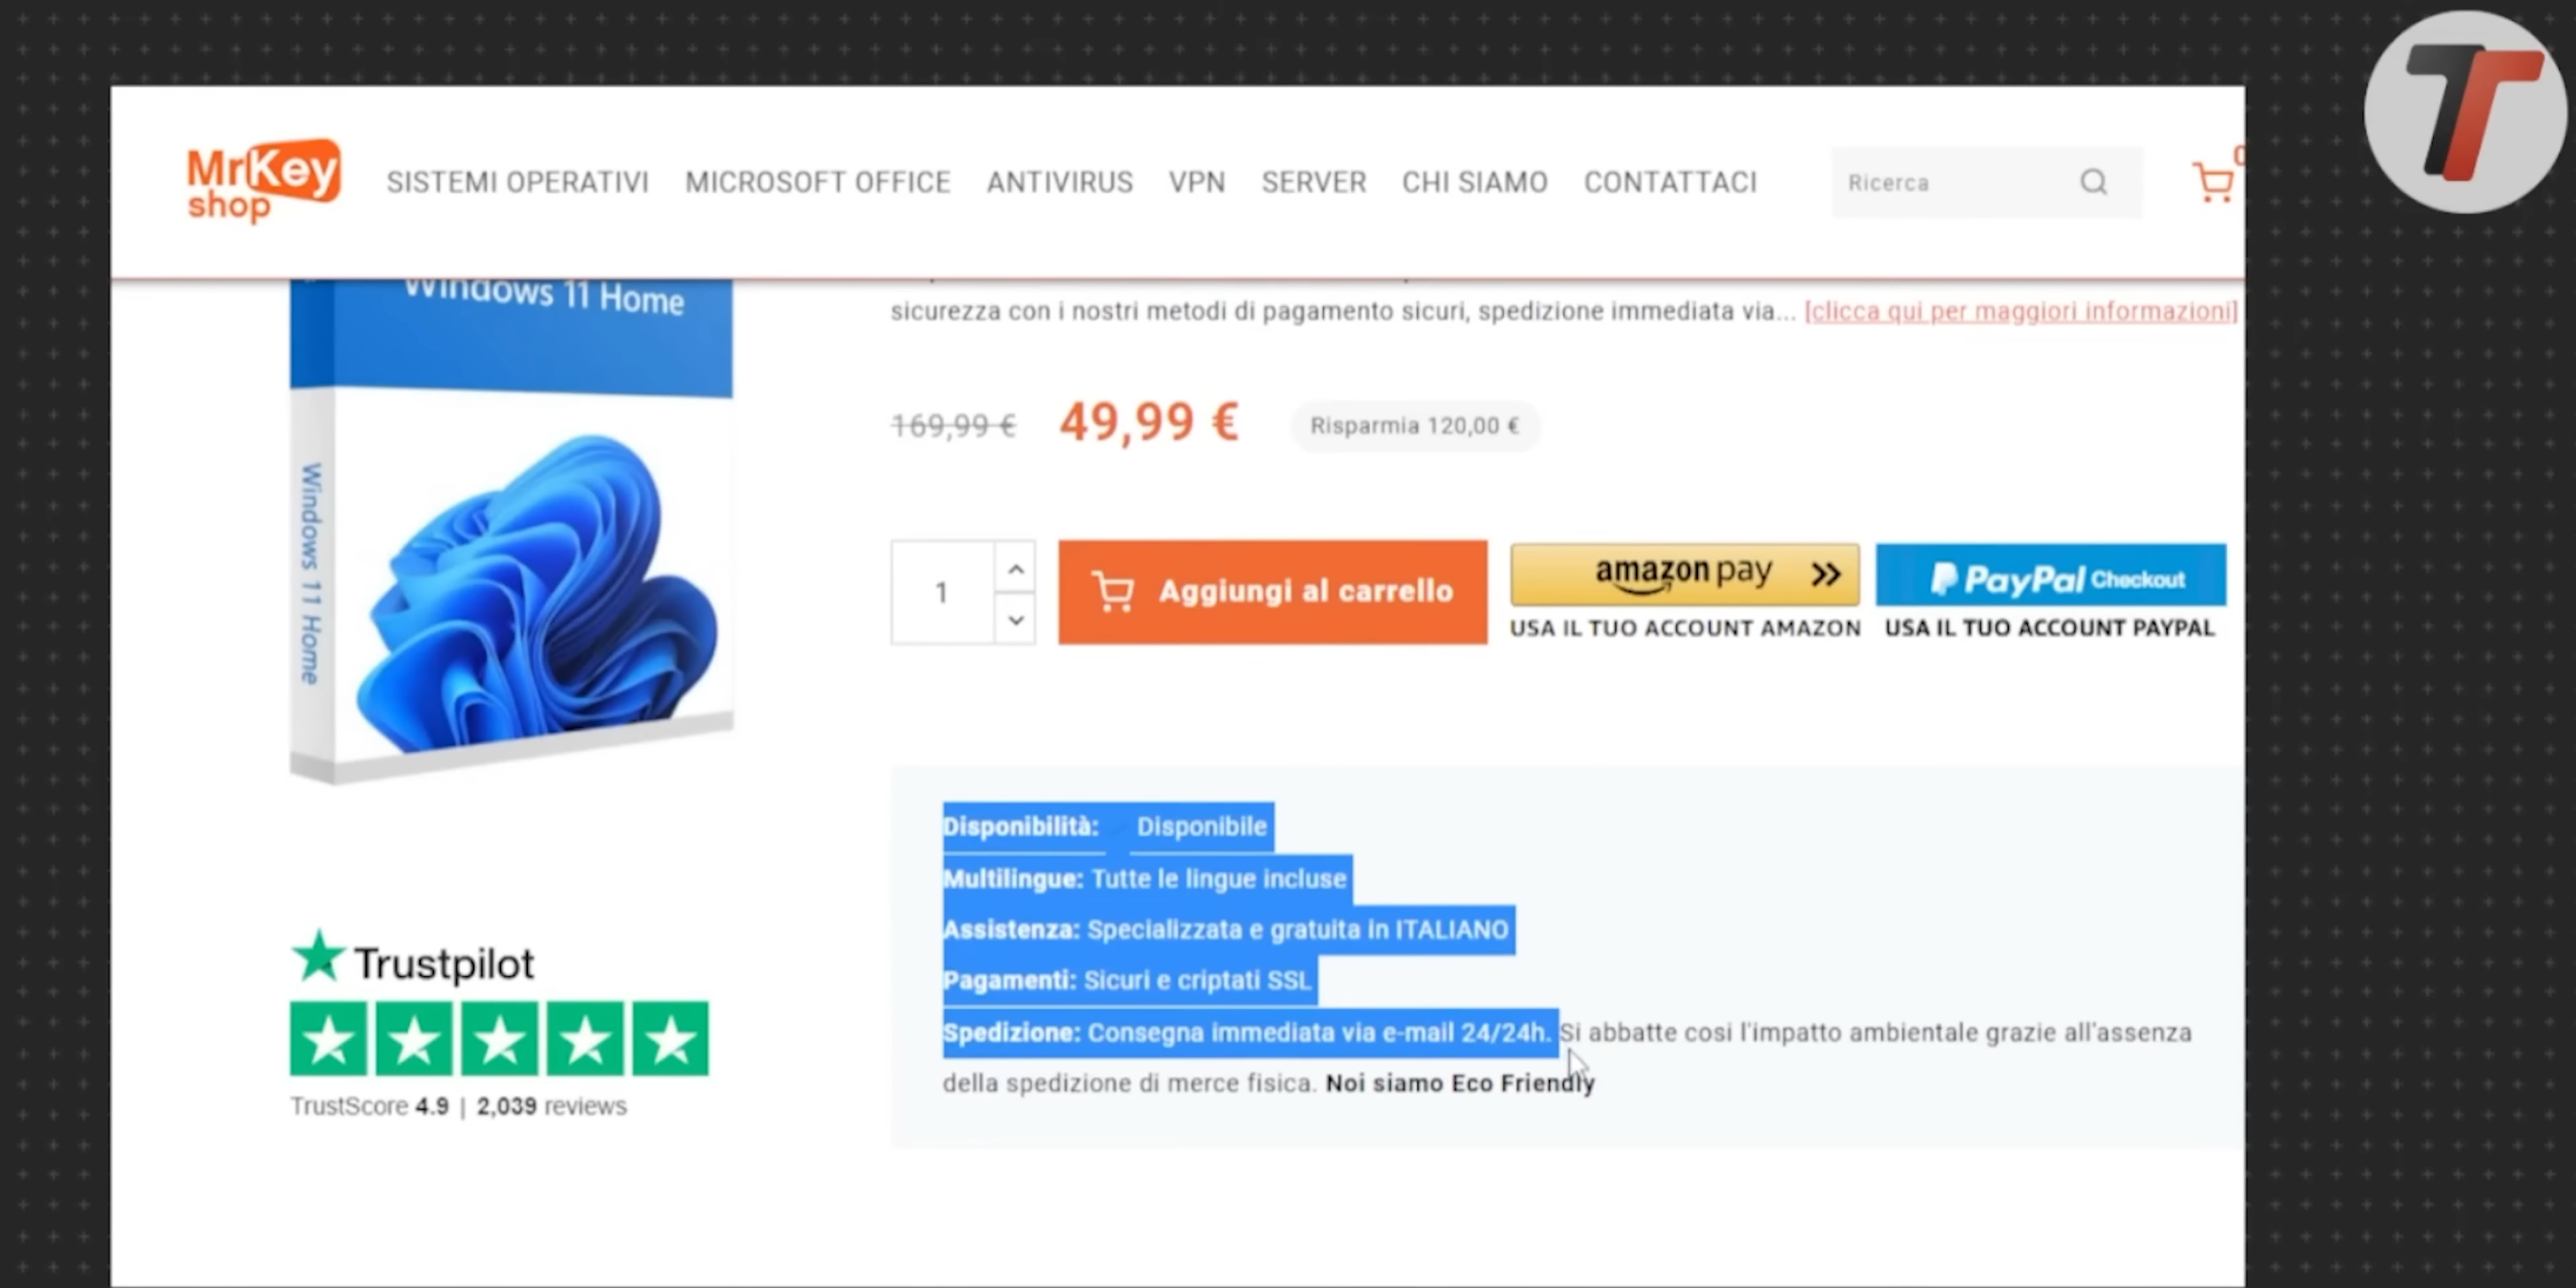 MrKey
shop
SISTEMI OPERATIVI
MICROSOFT OFFICE
ANTIVIRUS
VPN
SERVER
CHI SIAMO
CONTATTACI
Ricerca
Windows 11 Home
Windows 11 Home
sicurezza con i nostri metodi di pagamento sicuri, spedizione immediata via... [clicca qui per maggiori informazioni]
169,99 €
49,99 €
Risparmia 120,00 €
1
Aggiungi al carrello
amazon pay
USA IL TUO ACCOUNT AMAZON
PayPal Checkout
USA IL TUO ACCOUNT PAYPAL
Disponibilità: Disponibile
Multilingue: Tutte le lingue incluse
Assistenza: Specializzata e gratuita in ITALIANO
Pagamenti: Sicuri e criptati SSL
Spedizione: Consegna immediata via e-mail 24/24h. Si abbatte cosi l'impatto ambientale grazie all'assenza
della spedizione di merce fisica. Noi siamo Eco Friendly
Trustpilot
TrustScore 4.9 | 2,039 reviews